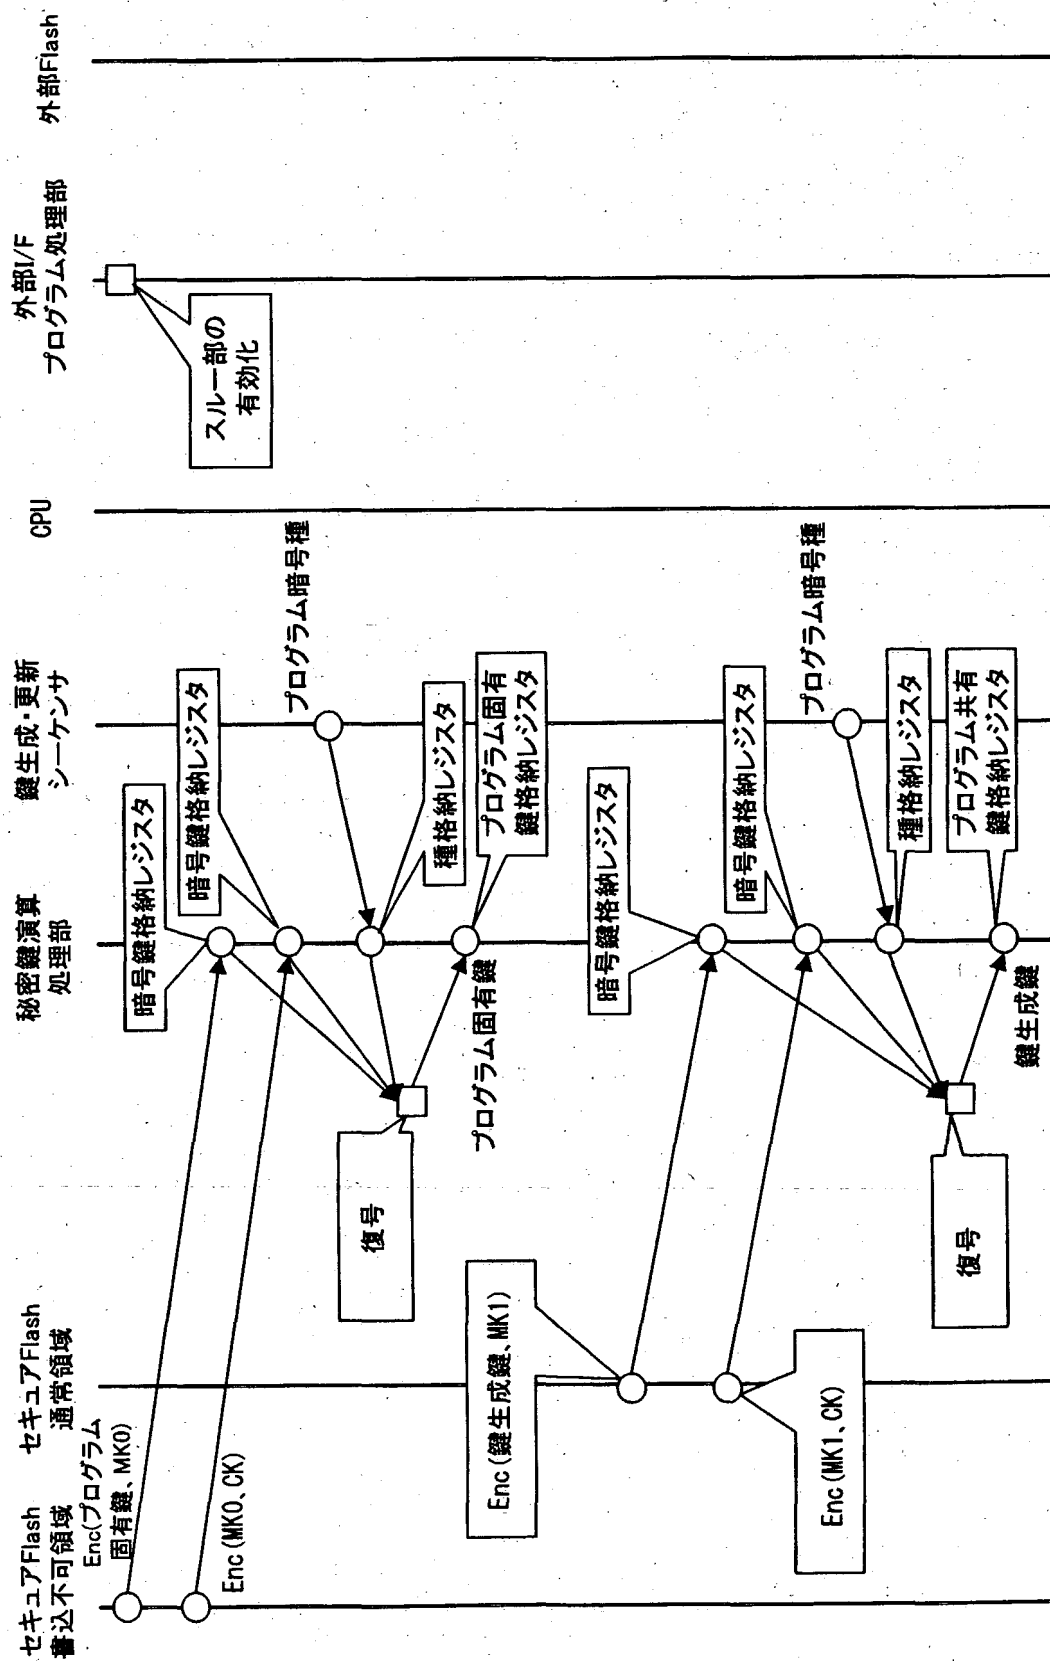 セキュアFlash
書込不可領域
セキュアFlash
通常領域
秘密鍵演算
処理部
鍵生成・更新
シーケンサ
CPU
外部I/F
プログラム処理部
外部Flash
Enc(プログラム
固有鍵、MK0)
Enc(MK0、CK)
暗号鍵格納レジスタ
暗号鍵格納レジスタ
スルー部の
有効化
プログラム暗号種
種格納レジスタ
復号
プログラム固有
鍵格納レジスタ
プログラム固有鍵
Enc(鍵生成鍵、MK1)
暗号鍵格納レジスタ
Enc(MK1、CK)
暗号鍵格納レジスタ
プログラム暗号種
種格納レジスタ
復号
プログラム共有
鍵格納レジスタ
鍵生成鍵